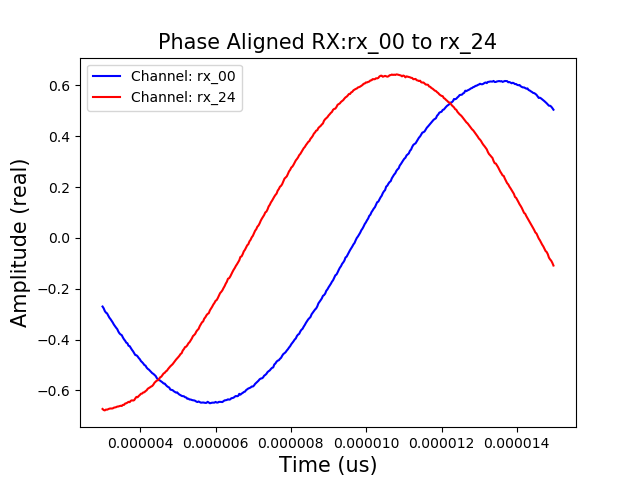 Phase Aligned RX:rx_00 to rx_24
Channel: rx_00
Channel: rx_24
0.6
0.4
0.2
0.0
−0.2
−0.4
−0.6
Amplitude (real)
0.000004 0.000006 0.000008 0.000010 0.000012 0.000014
Time (us)